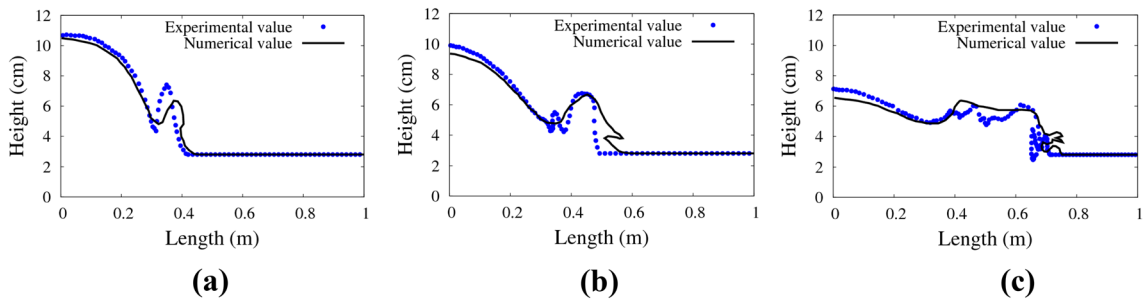 Experimental value
Numerical value
Height (cm)
12
10
8
6
4
2
0
0 0.2 0.4 0.6 0.8 1
Length (m)
(a)
Experimental value
Numerical value
Height (cm)
12
10
8
6
4
2
0
0 0.2 0.4 0.6 0.8 1
Length (m)
(b)
Experimental value
Numerical value
Height (cm)
12
10
8
6
4
2
0
0 0.2 0.4 0.6 0.8 1
Length (m)
(c)